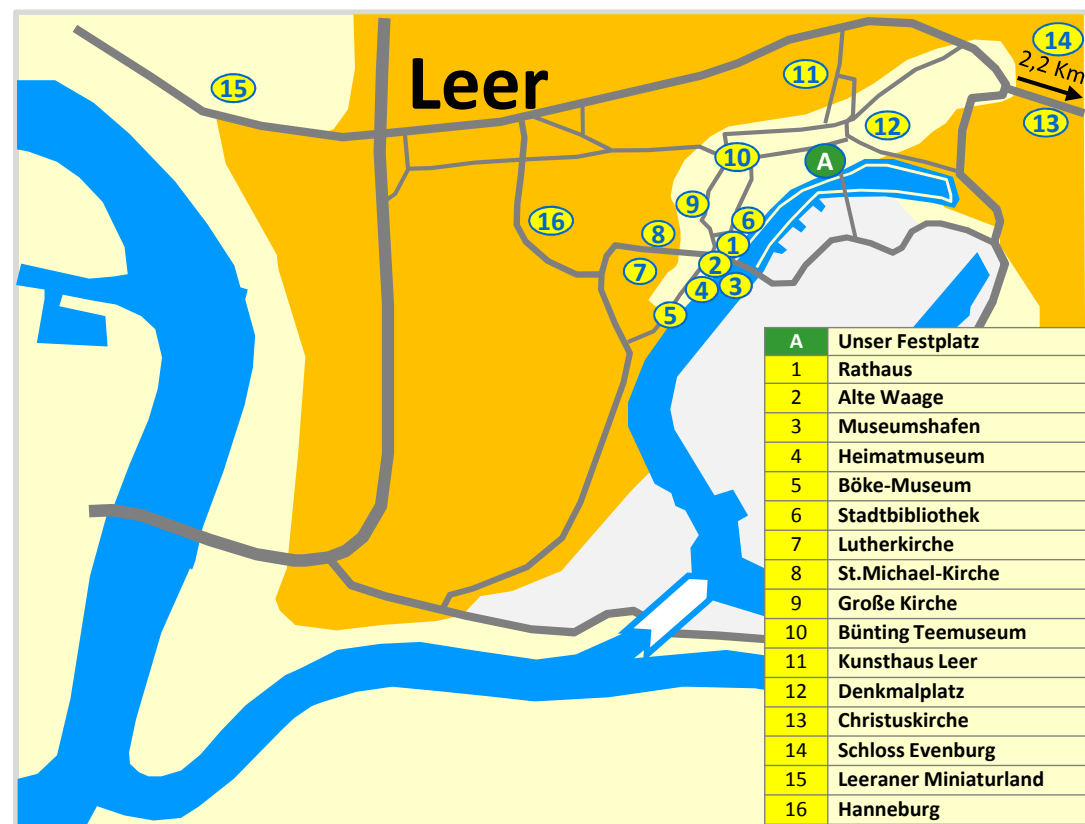 14
2,2 Km
11
Leer
15
13
12
10
A
9
6
16
8
1
2
7
3
4
5
A Unser Festplatz
1 Rathaus
2 Alte Waage
3 Museumshafen
4 Heimatmuseum
5 Böke-Museum
6 Stadtbibliothek
7 Lutherkirche
8 St.Michael-Kirche
9 Große Kirche
10 Bünting Teemuseum
11 Kunsthaus Leer
12 Denkmalplatz
13 Christuskirche
14 Schloss Evenburg
15 Leeraner Miniaturland
16 Hanneburg